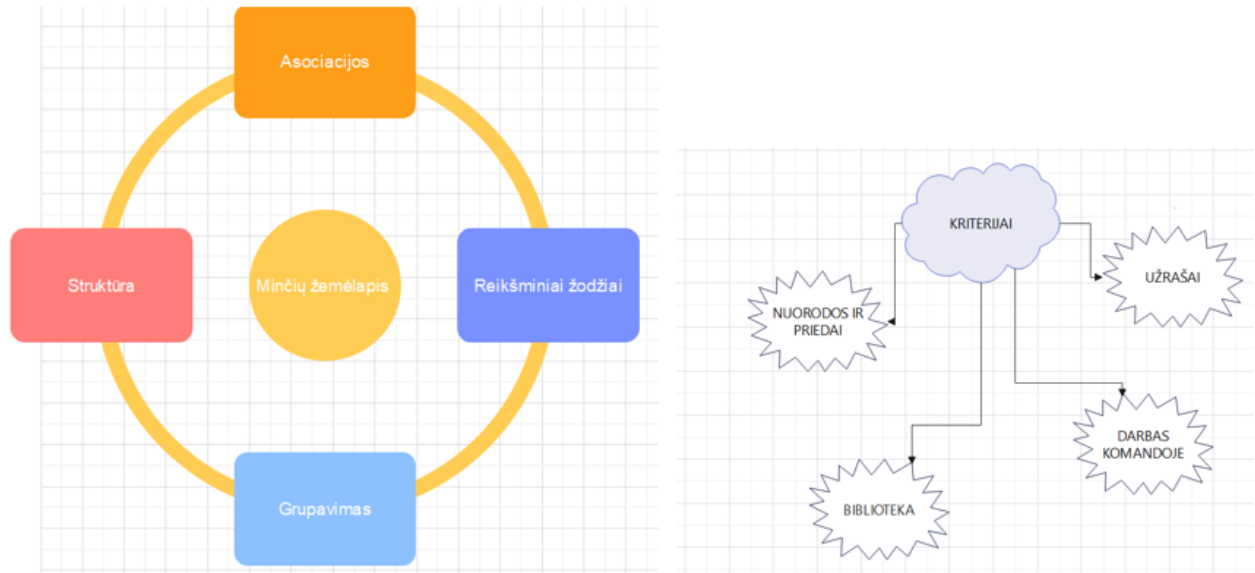 Asociacijos
Struktūra
Minčių žemėlapis
Reikšminiai žodžiai
Grupavimas
KRITERIJAI
UŽRAŠAI
NUORODOS IR
PRIEDAI
DARBAS
KOMANDOJE
BIBLIOTEKA